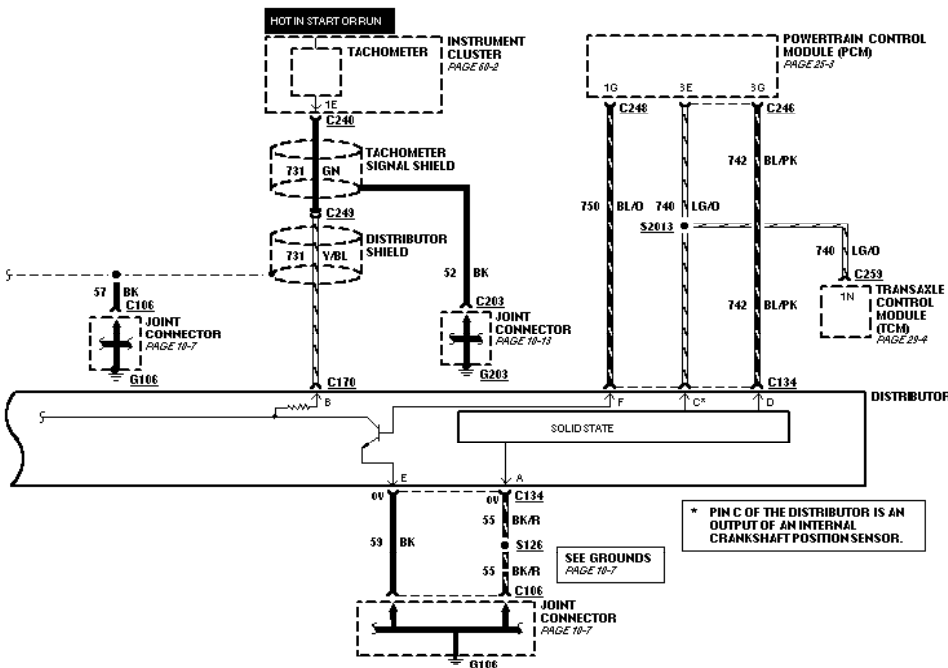 HOT IN START OR RUN
TACHOMETER
INSTRUMENT
CLUSTER
PAGE 60-2
1E
C240
POWERTRAIN CONTROL
MODULE (PCM)
PAGE 25-3
1G
3E
3G
C248
C246
TACHOMETER
SIGNAL SHIELD
731 GN
C249
DISTRIBUTOR
SHIELD
731 Y/BL
742 BL/PK
750 BL/O
740 LG/O
S2013
740 LG/O
C259
1N
TRANSAXLE
CONTROL
MODULE
(TCM)
PAGE 29-4
52 BK
57 BK
C106
JOINT
CONNECTOR
PAGE 10-7
G106
C203
JOINT
CONNECTOR
PAGE 10-13
G203
742 BL/PK
C170
C134
DISTRIBUTOR
B
F
C*
D
SOLID STATE
E
A
0V
0V
C134
55 BK/R
59 BK
S126
55 BK/R
C106
SEE GROUNDS
PAGE 10-7
* PIN C OF THE DISTRIBUTOR IS AN
OUTPUT OF AN INTERNAL
CRANKSHAFT POSITION SENSOR.
JOINT
CONNECTOR
PAGE 10-7
G106